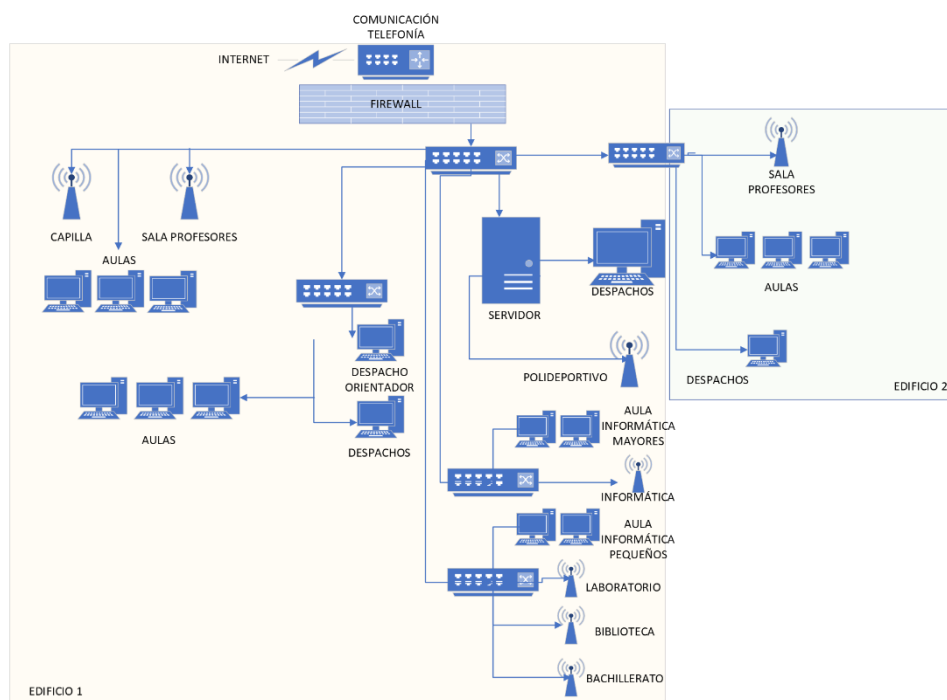 COMUNICACIÓN
TELEFONÍA
INTERNET
FIREWALL
CAPILLA
SALA PROFESORES
AULAS
SALA
PROFESORES
AULAS
DESPACHOS
EDIFICIO 2
SERVIDOR
DESPACHOS
POLIDEPORTIVO
DESPACHO
ORIENTADOR
AULAS
DESPACHOS
AULA
INFORMÁTICA
MAYORES
INFORMÁTICA
AULA
INFORMÁTICA
PEQUEÑOS
LABORATORIO
BIBLIOTECA
BACHILLERATO
EDIFICIO 1